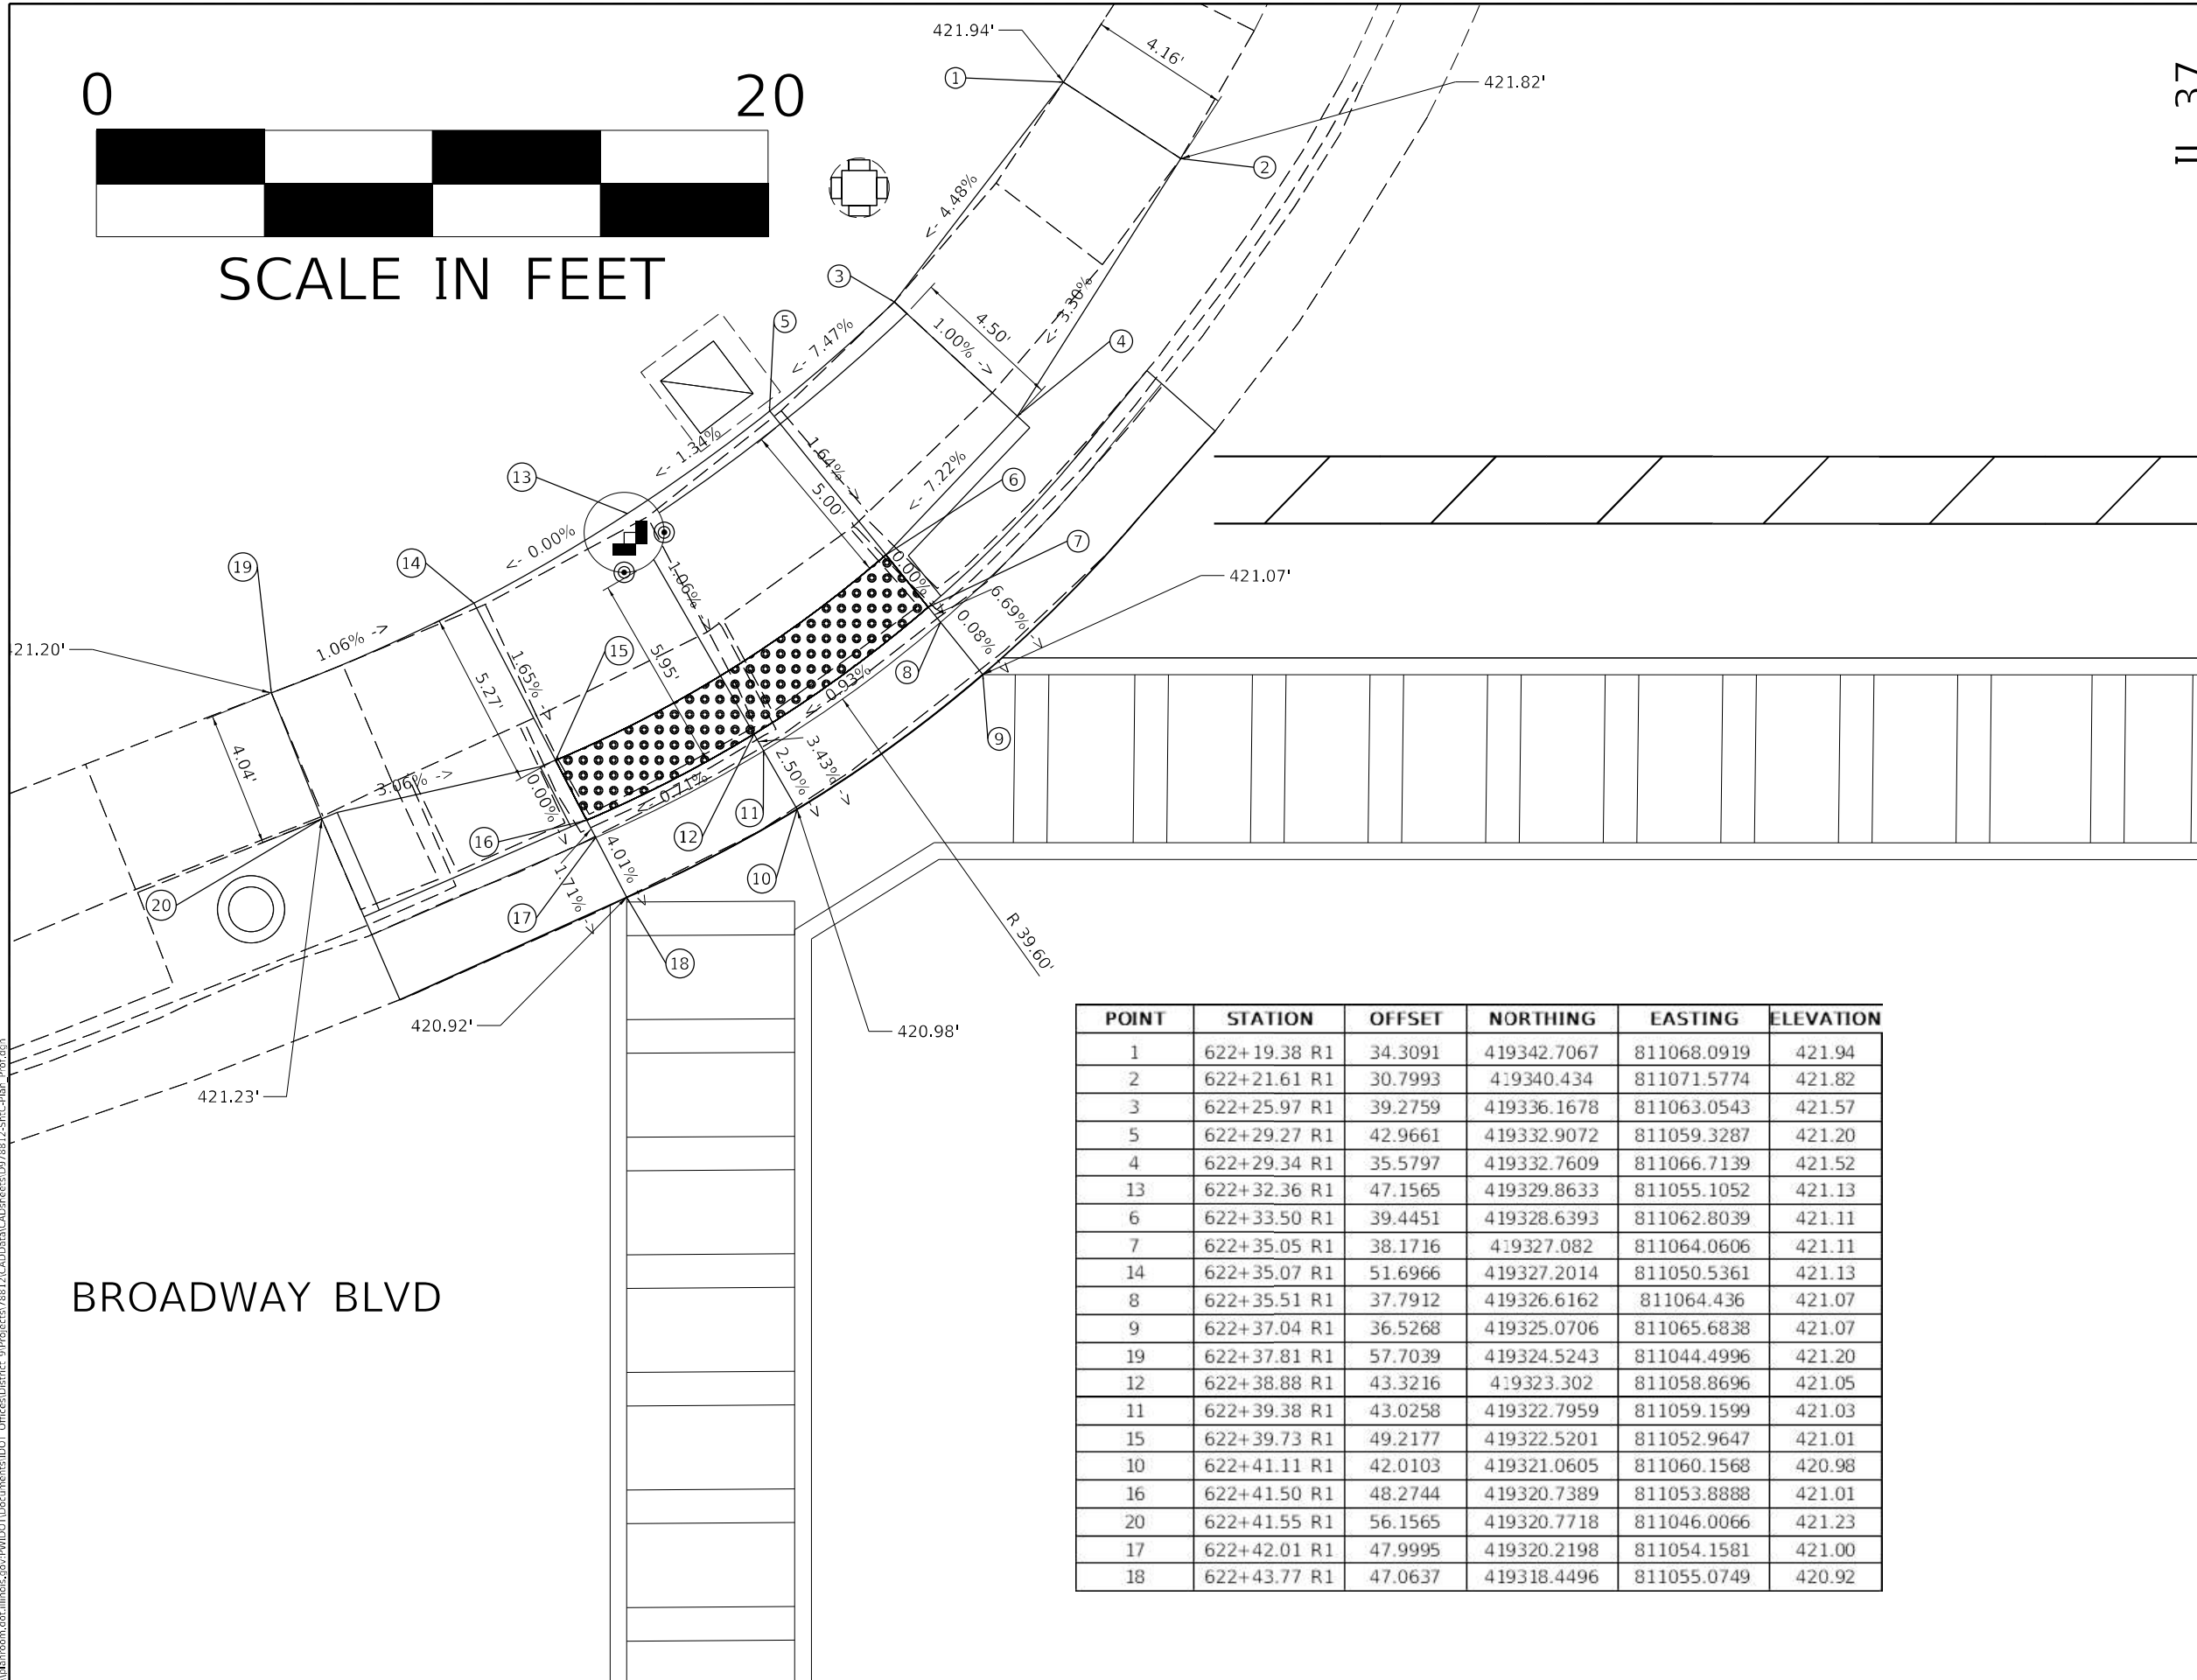 421.94'
4.16'
1
421.82'
IL 37
0 20
SCALE IN FEET
2
<- 4.48%
3
<- 3.30%
4.50'
1.00% ->
5
<- 7.47%
4
<- 1.34%
1.64% ->
5.00'
<- 7.22%
6
13
7
<- 0.00%
0.00% ->
14
19
1.06% ->
6.69% ->
0.08% ->
421.07'
1.06% ->
15
5.95'
8
21.20'
1.65% ->
5.27'
<- 0.93%
9
4.04'
3.06% ->
3.43% ->
2.50% ->
0.00% ->
<- 0.71%
11
12
16
10
4.01% ->
1.71% ->
20
17
R 39.60'
18
420.92'
420.98'
421.23'
BROADWAY BLVD
POINT STATION OFFSET NORTHING EASTING ELEVATION
1 622+19.38 R1 34.3091 419342.7067 811068.0919 421.94
2 622+21.61 R1 30.7993 419340.434 811071.5774 421.82
3 622+25.97 R1 39.2759 419336.1678 811063.0543 421.57
5 622+29.27 R1 42.9661 419332.9072 811059.3287 421.20
4 622+29.34 R1 35.5797 419332.7609 811066.7139 421.52
13 622+32.36 R1 47.1565 419329.8633 811055.1052 421.13
6 622+33.50 R1 39.4451 419328.6393 811062.8039 421.11
7 622+35.05 R1 38.1716 419327.082 811064.0606 421.11
14 622+35.07 R1 51.6966 419327.2014 811050.5361 421.13
8 622+35.51 R1 37.7912 419326.6162 811064.436 421.07
9 622+37.04 R1 36.5268 419325.0706 811065.6838 421.07
19 622+37.81 R1 57.7039 419324.5243 811044.4996 421.20
12 622+38.88 R1 43.3216 419323.302 811058.8696 421.05
11 622+39.38 R1 43.0258 419322.7959 811059.1599 421.03
15 622+39.73 R1 49.2177 419322.5201 811052.9647 421.01
10 622+41.11 R1 42.0103 419321.0605 811060.1568 420.98
16 622+41.50 R1 48.2744 419320.7389 811053.8888 421.01
20 622+41.55 R1 56.1565 419320.7718 811046.0066 421.23
17 622+42.01 R1 47.9995 419320.2198 811054.1581 421.00
18 622+43.77 R1 47.0637 419318.4496 811055.0749 420.92